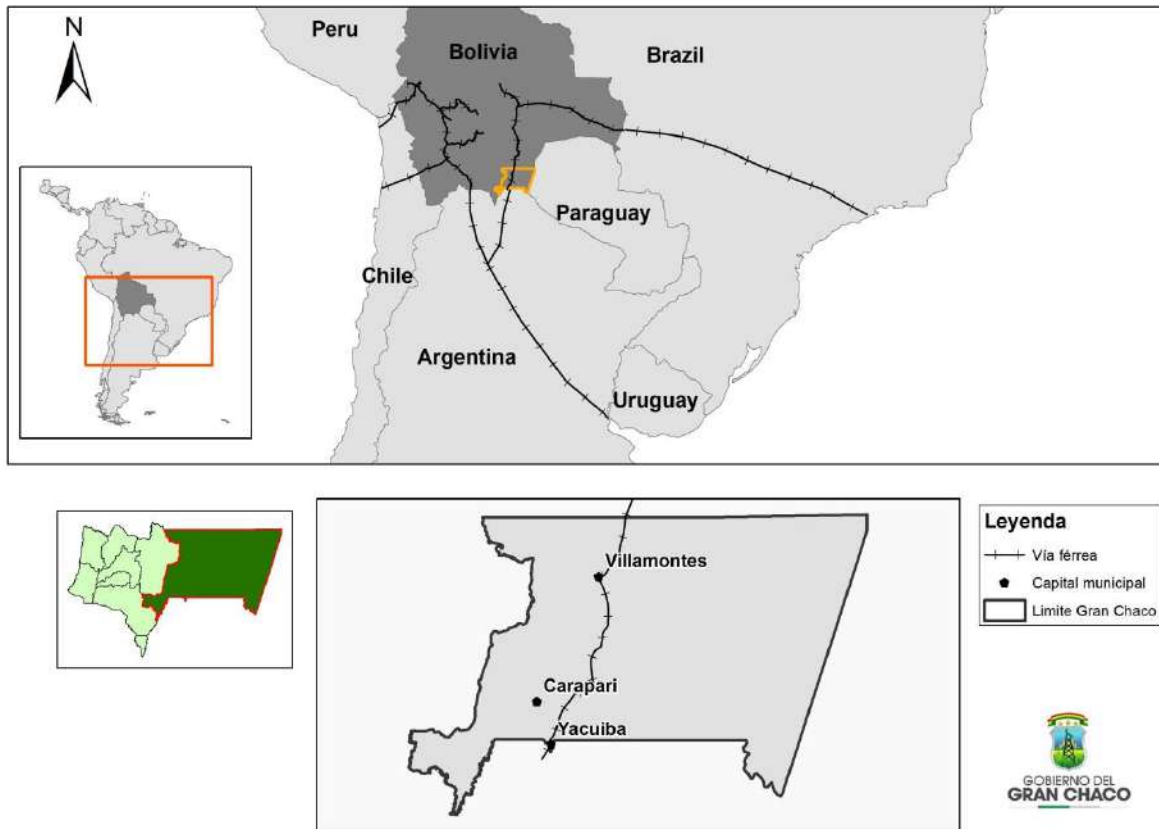 N
Peru
Bolivia
Brazil
Paraguay
Chile
Argentina
Uruguay
Villamontes
Carapari
Yacuiba
Leyenda
Vía férrea
Capital municipal
Limite Gran Chaco
GOBIERNO DEL
GRAN CHACO